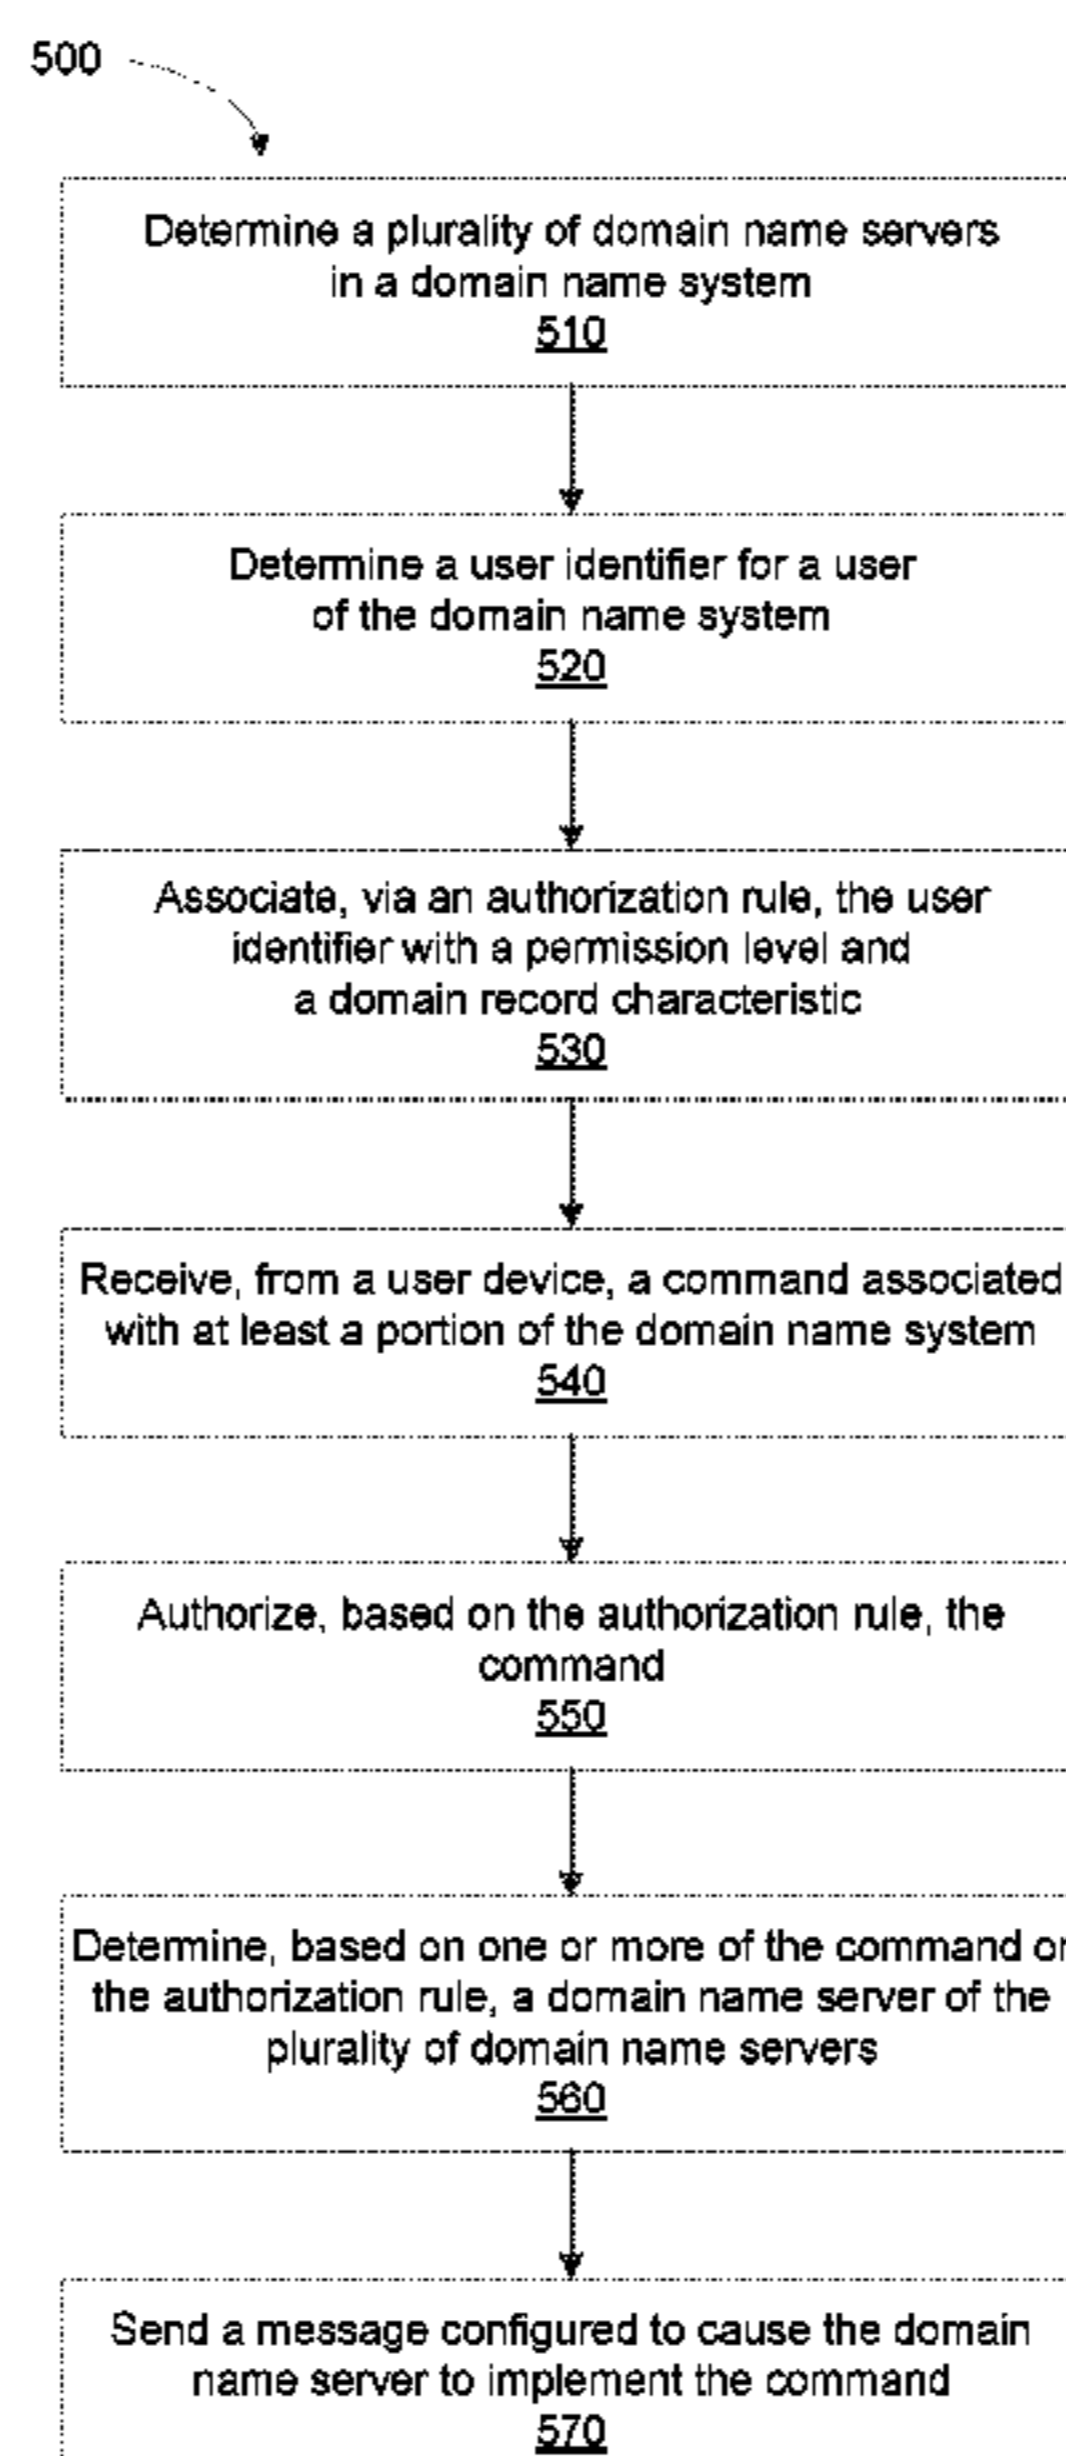 500
Determine a plurality of domain name servers
in a domain name system
510
Determine a user identifier for a user
of the domain name system
520
Associate, via an authorization rule, the user
identifier with a permission level and
a domain record characteristic
530
Receive, from a user device, a command associated
with at least a portion of the domain name system
540
Authorize, based on the authorization rule, the
command
550
Determine, based on one or more of the command or
the authorization rule, a domain name server of the
plurality of domain name servers
560
Send a message configured to cause the domain
name server to implement the command
570